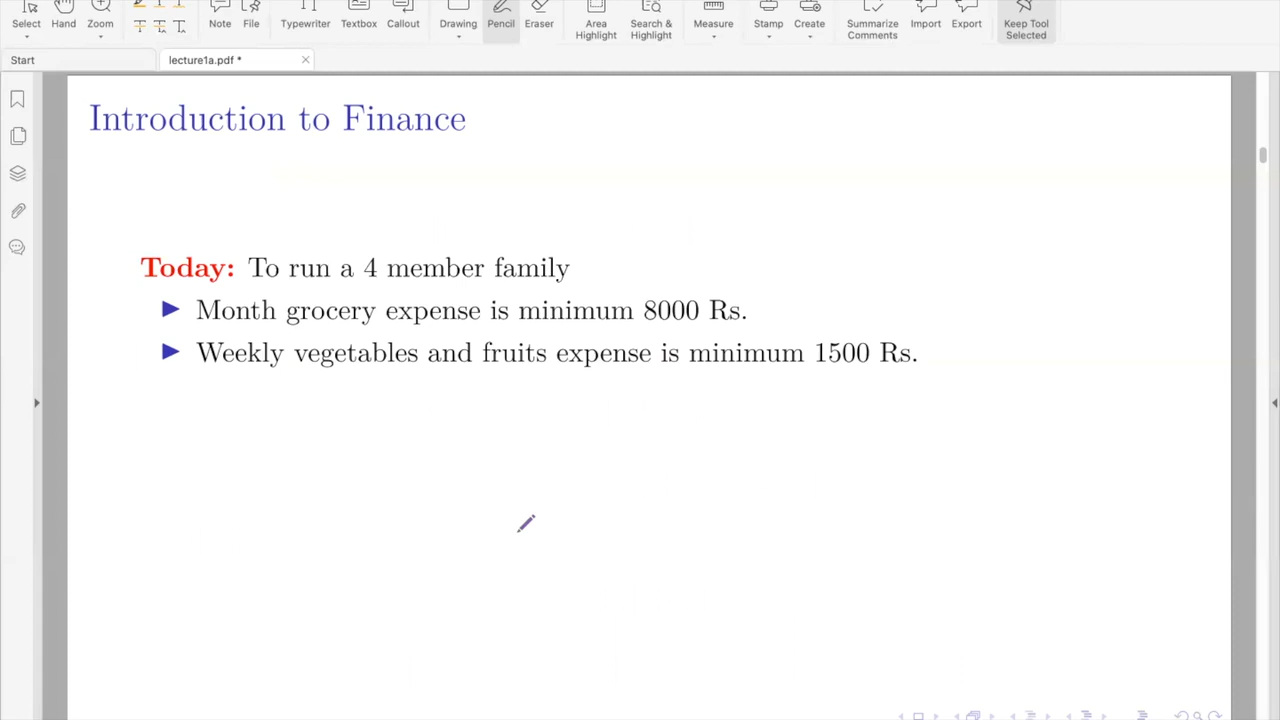 Select Hand Zoom Note File Typewriter Textbox Callout Drawing Pencil Eraser Area Highlight Search & Highlight Measure Stamp Create Summarize Comments Import Export Keep Tool Selected
Start lecture1a.pdf *
Introduction to Finance
Today: To run a 4 member family
Month grocery expense is minimum 8000 Rs.
Weekly vegetables and fruits expense is minimum 1500 Rs.